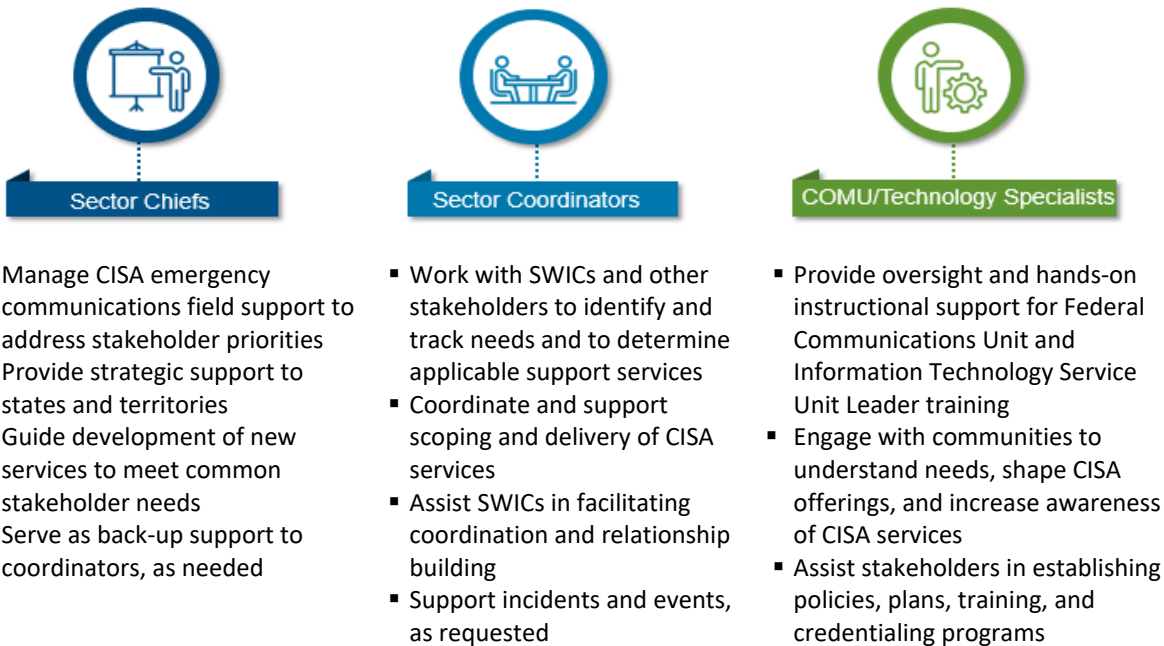 Sector Chiefs
Manage CISA emergency
communications field support to
address stakeholder priorities
Provide strategic support to
states and territories
Guide development of new
services to meet common
stakeholder needs
Serve as back-up support to
coordinators, as needed
Sector Coordinators
▪ Work with SWICs and other
stakeholders to identify and
track needs and to determine
applicable support services
▪ Coordinate and support
scoping and delivery of CISA
services
▪ Assist SWICs in facilitating
coordination and relationship
building
▪ Support incidents and events,
as requested
COMU/Technology Specialists
▪ Provide oversight and hands-on
instructional support for Federal
Communications Unit and
Information Technology Service
Unit Leader training
▪ Engage with communities to
understand needs, shape CISA
offerings, and increase awareness
of CISA services
▪ Assist stakeholders in establishing
policies, plans, training, and
credentialing programs